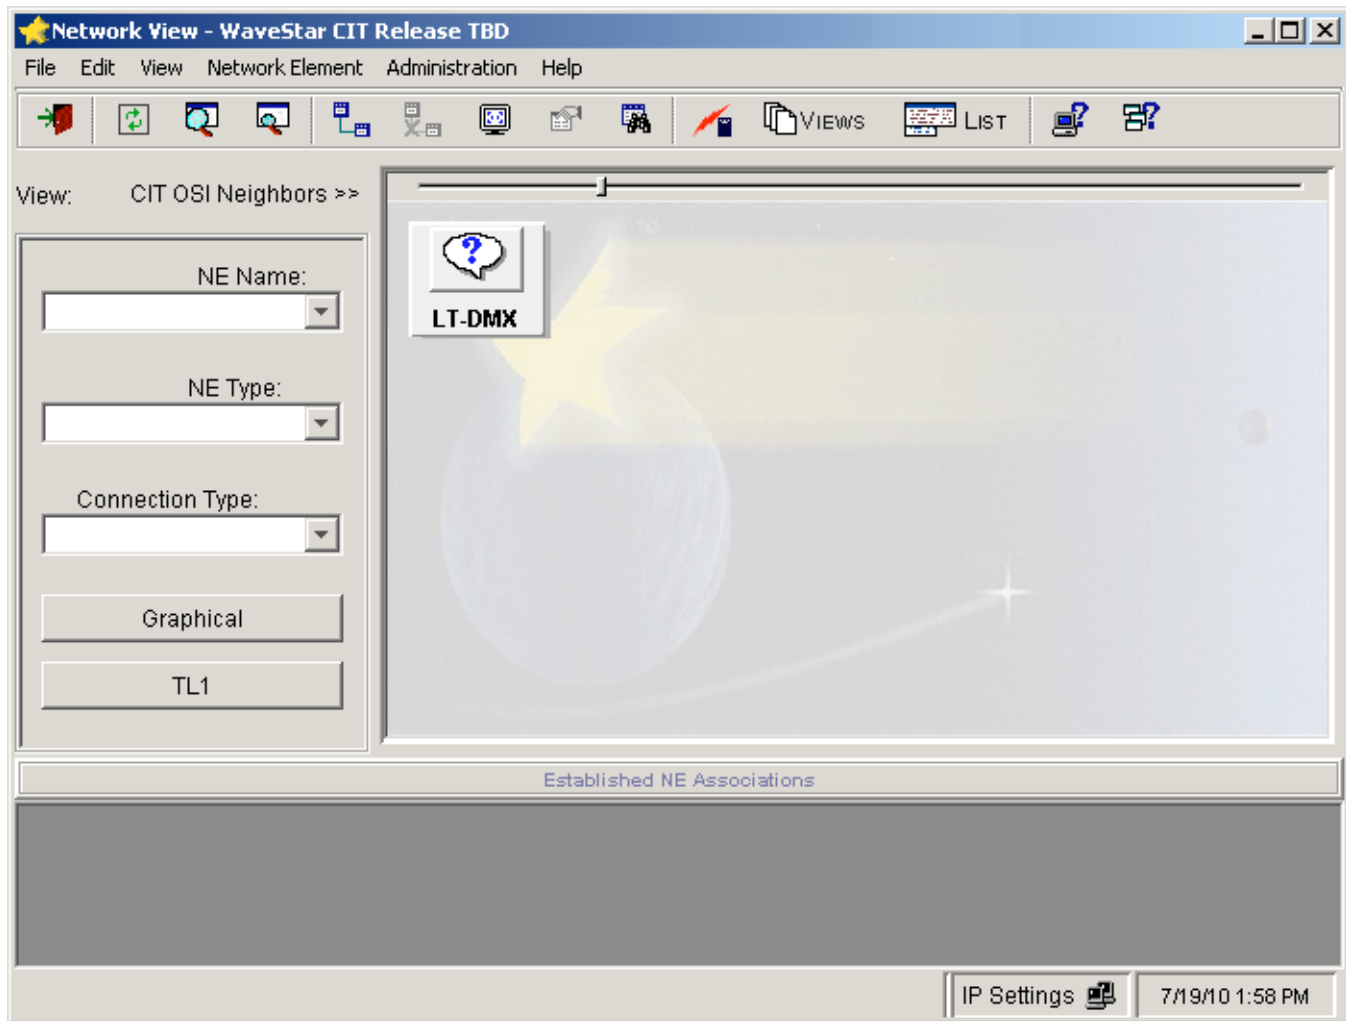 Network View - WaveStar CIT Release TBD
File Edit View Network Element Administration Help
VIEWS LIST
View: CIT OSI Neighbors >>
NE Name:
NE Type:
Connection Type:
Graphical
TL1
LT-DMX
Established NE Associations
IP Settings 7/19/10 1:58 PM